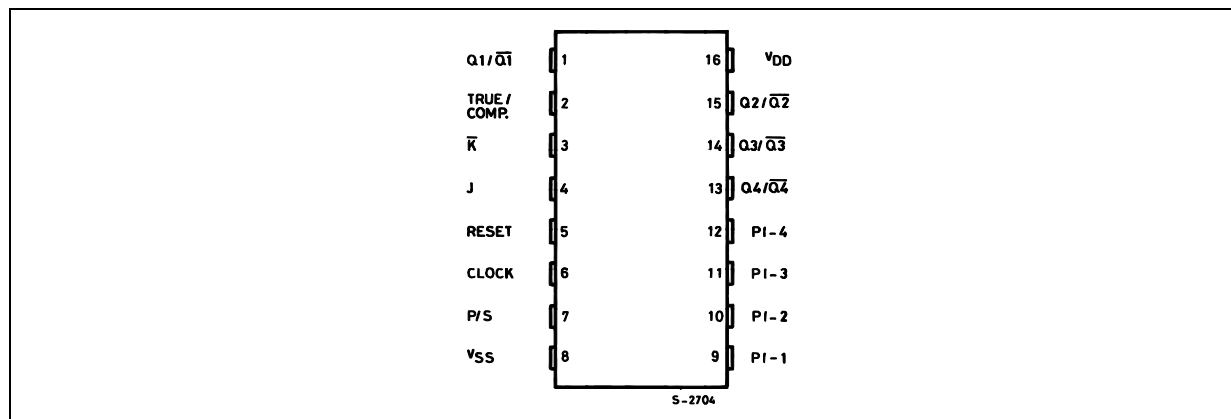 Q1/Q̅1̅ 1 16 VDD
TRUE/
COMP. 2 15 Q2/Q̅2̅
K̅ 3 14 Q3/Q̅3̅
J 4 13 Q4/Q̅4̅
RESET 5 12 PI-4
CLOCK 6 11 PI-3
P/S 7 10 PI-2
VSS 8 9 PI-1
S-2704